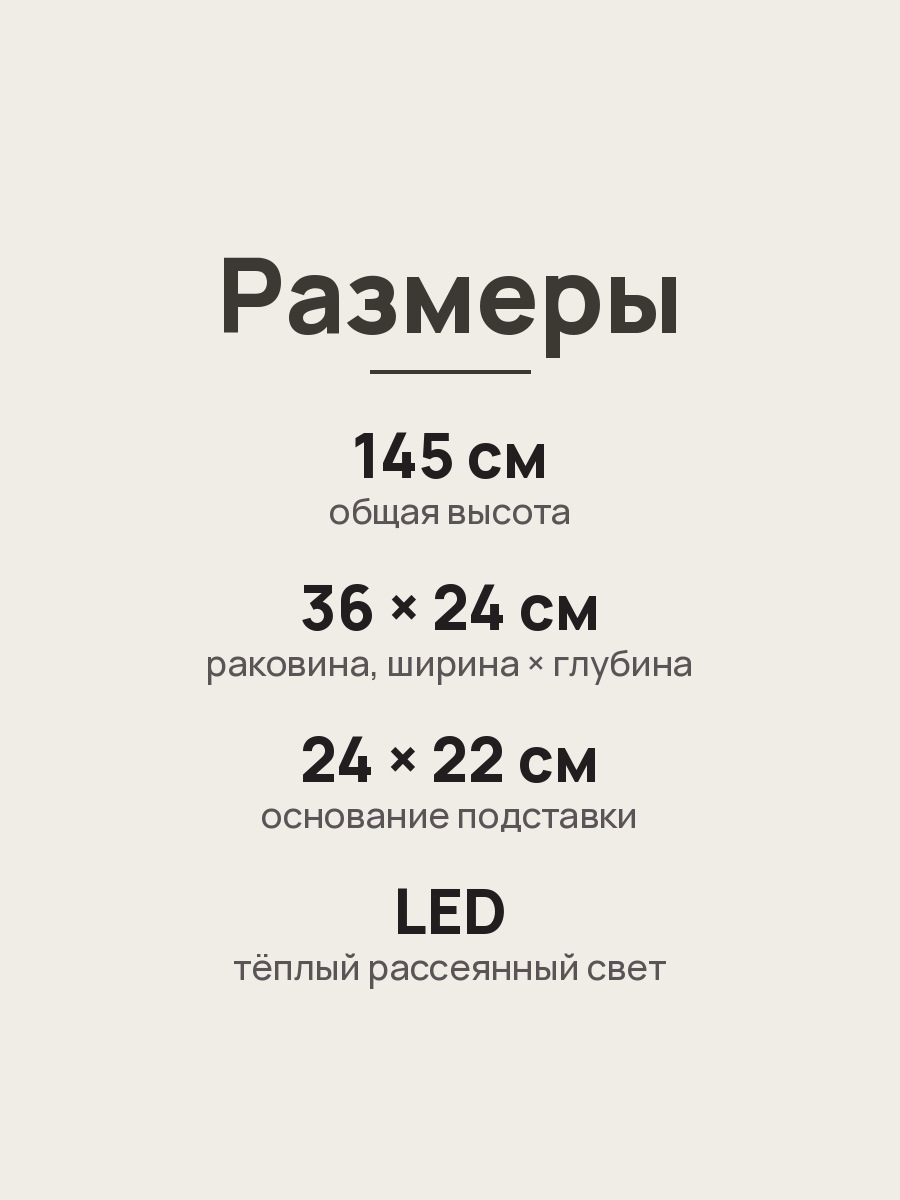 Размеры
145 см
общая высота
36 × 24 см
раковина, ширина × глубина
24 × 22 см
основание подставки
LED
тёплый рассеянный свет